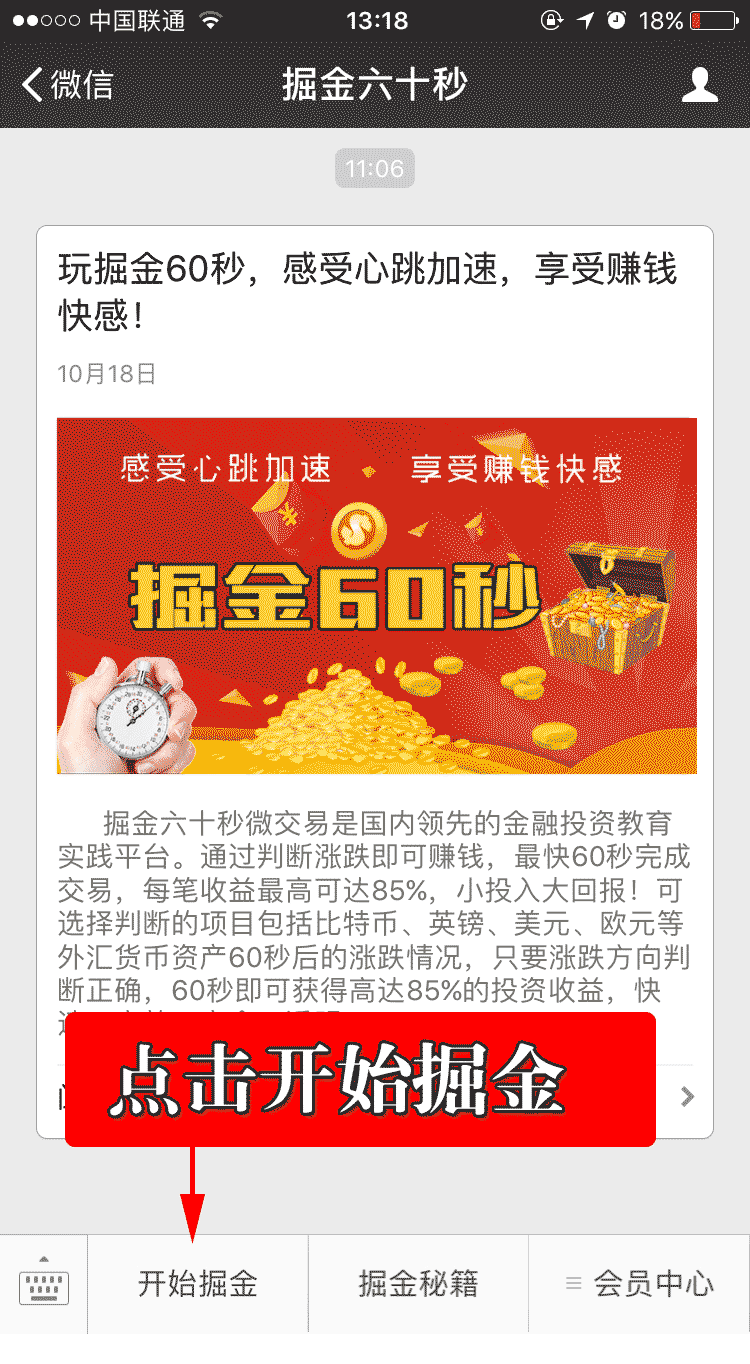 中国联通 13:18 18%
微信 掘金六十秒
11:06
玩掘金60秒，感受心跳加速，享受赚钱
快感！
10月18日
感受心跳加速 享受赚钱快感
掘金60秒
掘金六十秒微交易是国内领先的金融投资教育
实践平台。通过判断涨跌即可赚钱，最快60秒完成
交易，每笔收益最高可达85%，小投入大回报！可
选择判断的项目包括比特币、英镑、美元、欧元等
外汇货币资产60秒后的涨跌情况，只要涨跌方向判
断正确，60秒即可获得高达85%的投资收益，快
点击开始掘金
开始掘金 掘金秘籍 会员中心